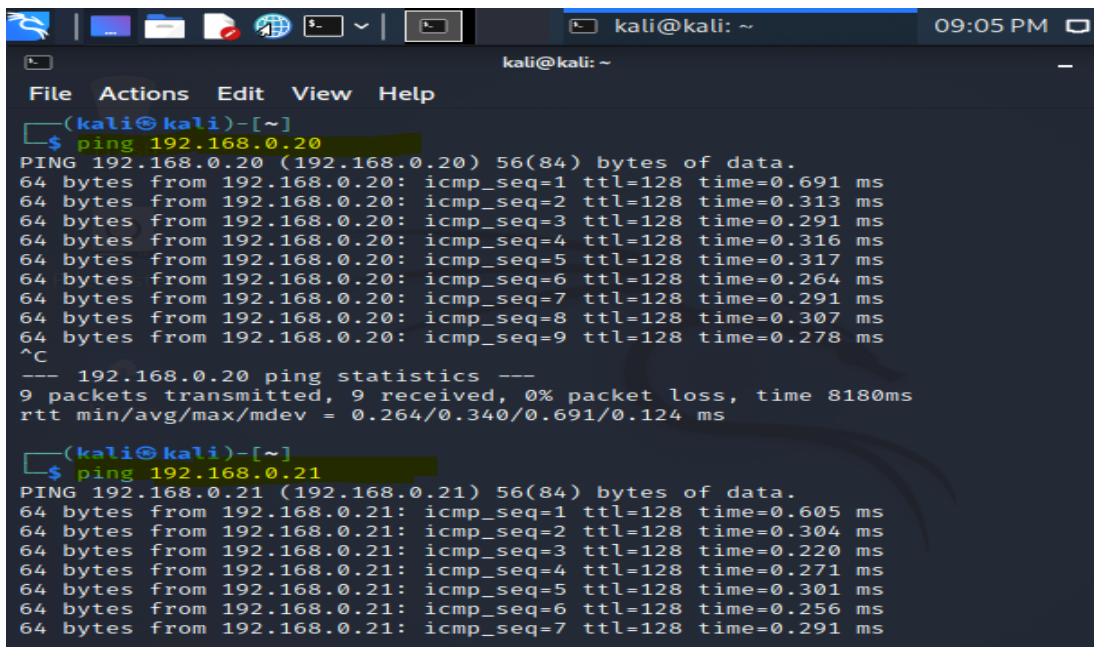 kali@kali: ~ 09:05 PM
kali@kali: ~
File Actions Edit View Help
┌──(kali㉿kali)-[~]
└─$ ping 192.168.0.20
PING 192.168.0.20 (192.168.0.20) 56(84) bytes of data.
64 bytes from 192.168.0.20: icmp_seq=1 ttl=128 time=0.691 ms
64 bytes from 192.168.0.20: icmp_seq=2 ttl=128 time=0.313 ms
64 bytes from 192.168.0.20: icmp_seq=3 ttl=128 time=0.291 ms
64 bytes from 192.168.0.20: icmp_seq=4 ttl=128 time=0.316 ms
64 bytes from 192.168.0.20: icmp_seq=5 ttl=128 time=0.317 ms
64 bytes from 192.168.0.20: icmp_seq=6 ttl=128 time=0.264 ms
64 bytes from 192.168.0.20: icmp_seq=7 ttl=128 time=0.291 ms
64 bytes from 192.168.0.20: icmp_seq=8 ttl=128 time=0.307 ms
64 bytes from 192.168.0.20: icmp_seq=9 ttl=128 time=0.278 ms
^C
--- 192.168.0.20 ping statistics ---
9 packets transmitted, 9 received, 0% packet loss, time 8180ms
rtt min/avg/max/mdev = 0.264/0.340/0.691/0.124 ms
┌──(kali㉿kali)-[~]
└─$ ping 192.168.0.21
PING 192.168.0.21 (192.168.0.21) 56(84) bytes of data.
64 bytes from 192.168.0.21: icmp_seq=1 ttl=128 time=0.605 ms
64 bytes from 192.168.0.21: icmp_seq=2 ttl=128 time=0.304 ms
64 bytes from 192.168.0.21: icmp_seq=3 ttl=128 time=0.220 ms
64 bytes from 192.168.0.21: icmp_seq=4 ttl=128 time=0.271 ms
64 bytes from 192.168.0.21: icmp_seq=5 ttl=128 time=0.301 ms
64 bytes from 192.168.0.21: icmp_seq=6 ttl=128 time=0.256 ms
64 bytes from 192.168.0.21: icmp_seq=7 ttl=128 time=0.291 ms